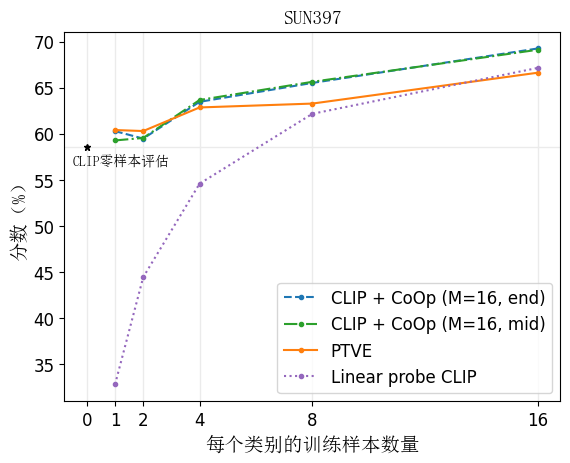 SUN397
70
65
60
55
50
45
40
35
分数（%）
CLIP零样本评估
CLIP + CoOp (M=16, end)
CLIP + CoOp (M=16, mid)
PTVE
Linear probe CLIP
0 1 2 4 8 16
每个类别的训练样本数量